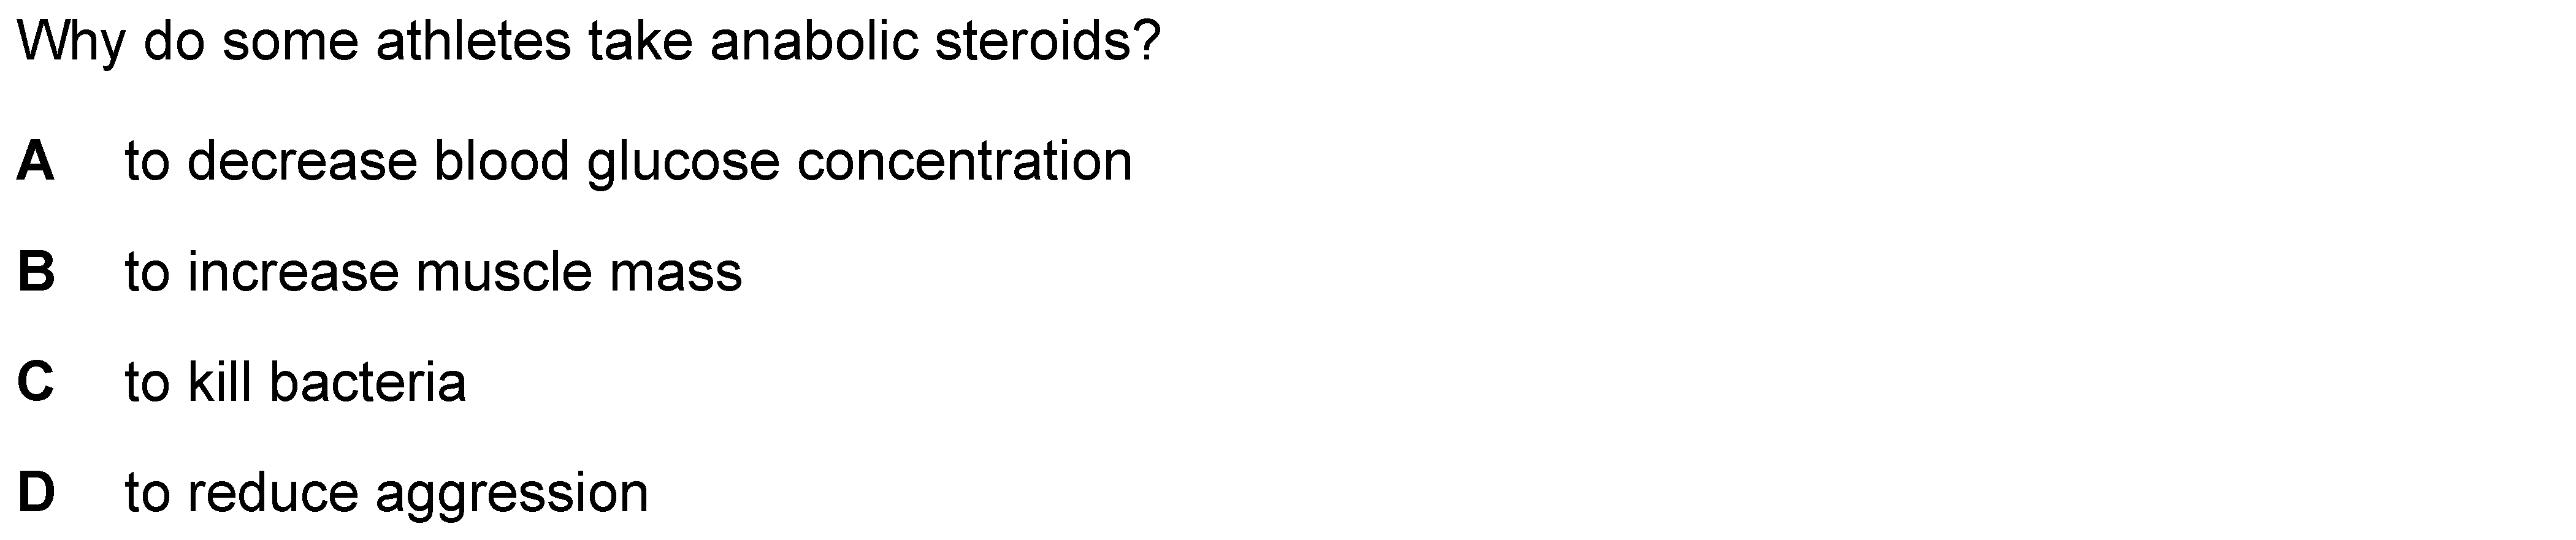 Why do some athletes take anabolic steroids?
A to decrease blood glucose concentration
B to increase muscle mass
C to kill bacteria
D to reduce aggression